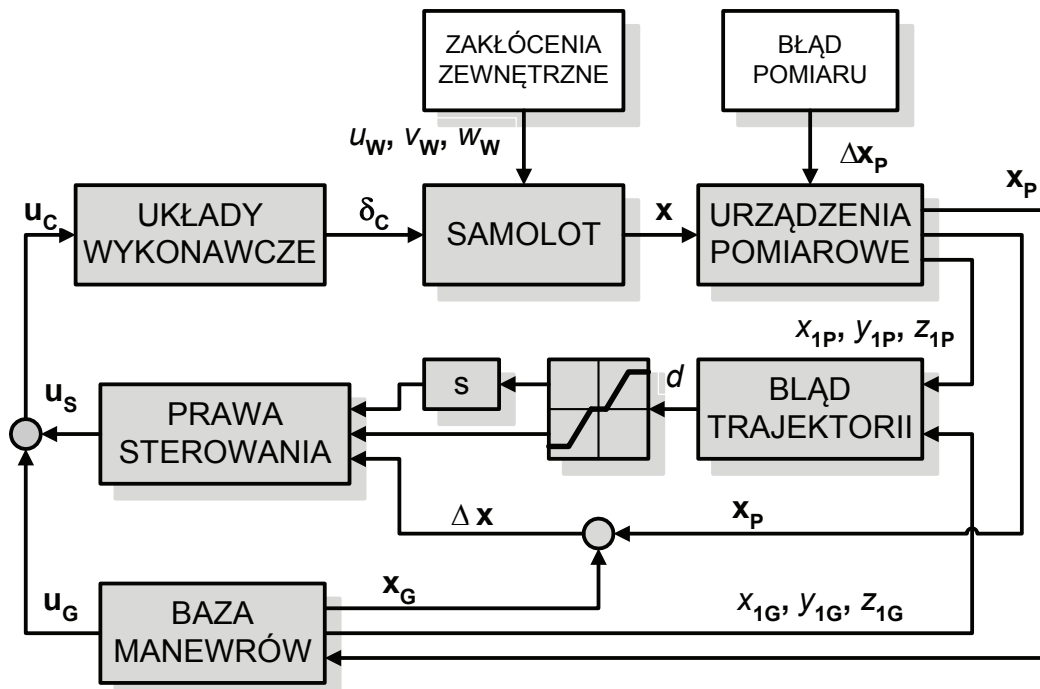 ZAKŁÓCENIA
ZEWNĘTRZNE
BŁĄD
POMIARU
u_W, v_W, w_W
Δx_P
x_P
u_C
UKŁADY
WYKONAWCZE
δ_C
SAMOLOT
x
URZĄDZENIA
POMIAROWE
x_1P, y_1P, z_1P
u_S
PRAWA
STEROWANIA
s
d
BLĄD
TRAJEKTORII
Δ x
x_P
u_G
BAZA
MANEWRÓW
x_G
x_1G, y_1G, z_1G